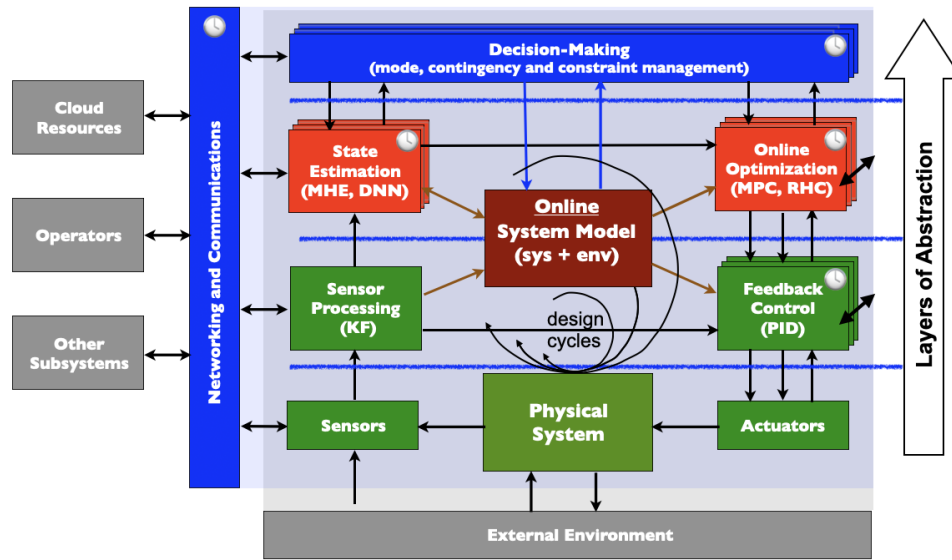 Decision-Making
(mode, contingency and constraint management)
Cloud
Resources
Operators
Other
Subsystems
Networking and Communications
State
Estimation
(MHE, DNN)
Online
Optimization
(MPC, RHC)
Online
System Model
(sys + env)
Sensor
Processing
(KF)
design
cycles
Feedback
Control
(PID)
Sensors
Physical
System
Actuators
External Environment
Layers of Abstraction